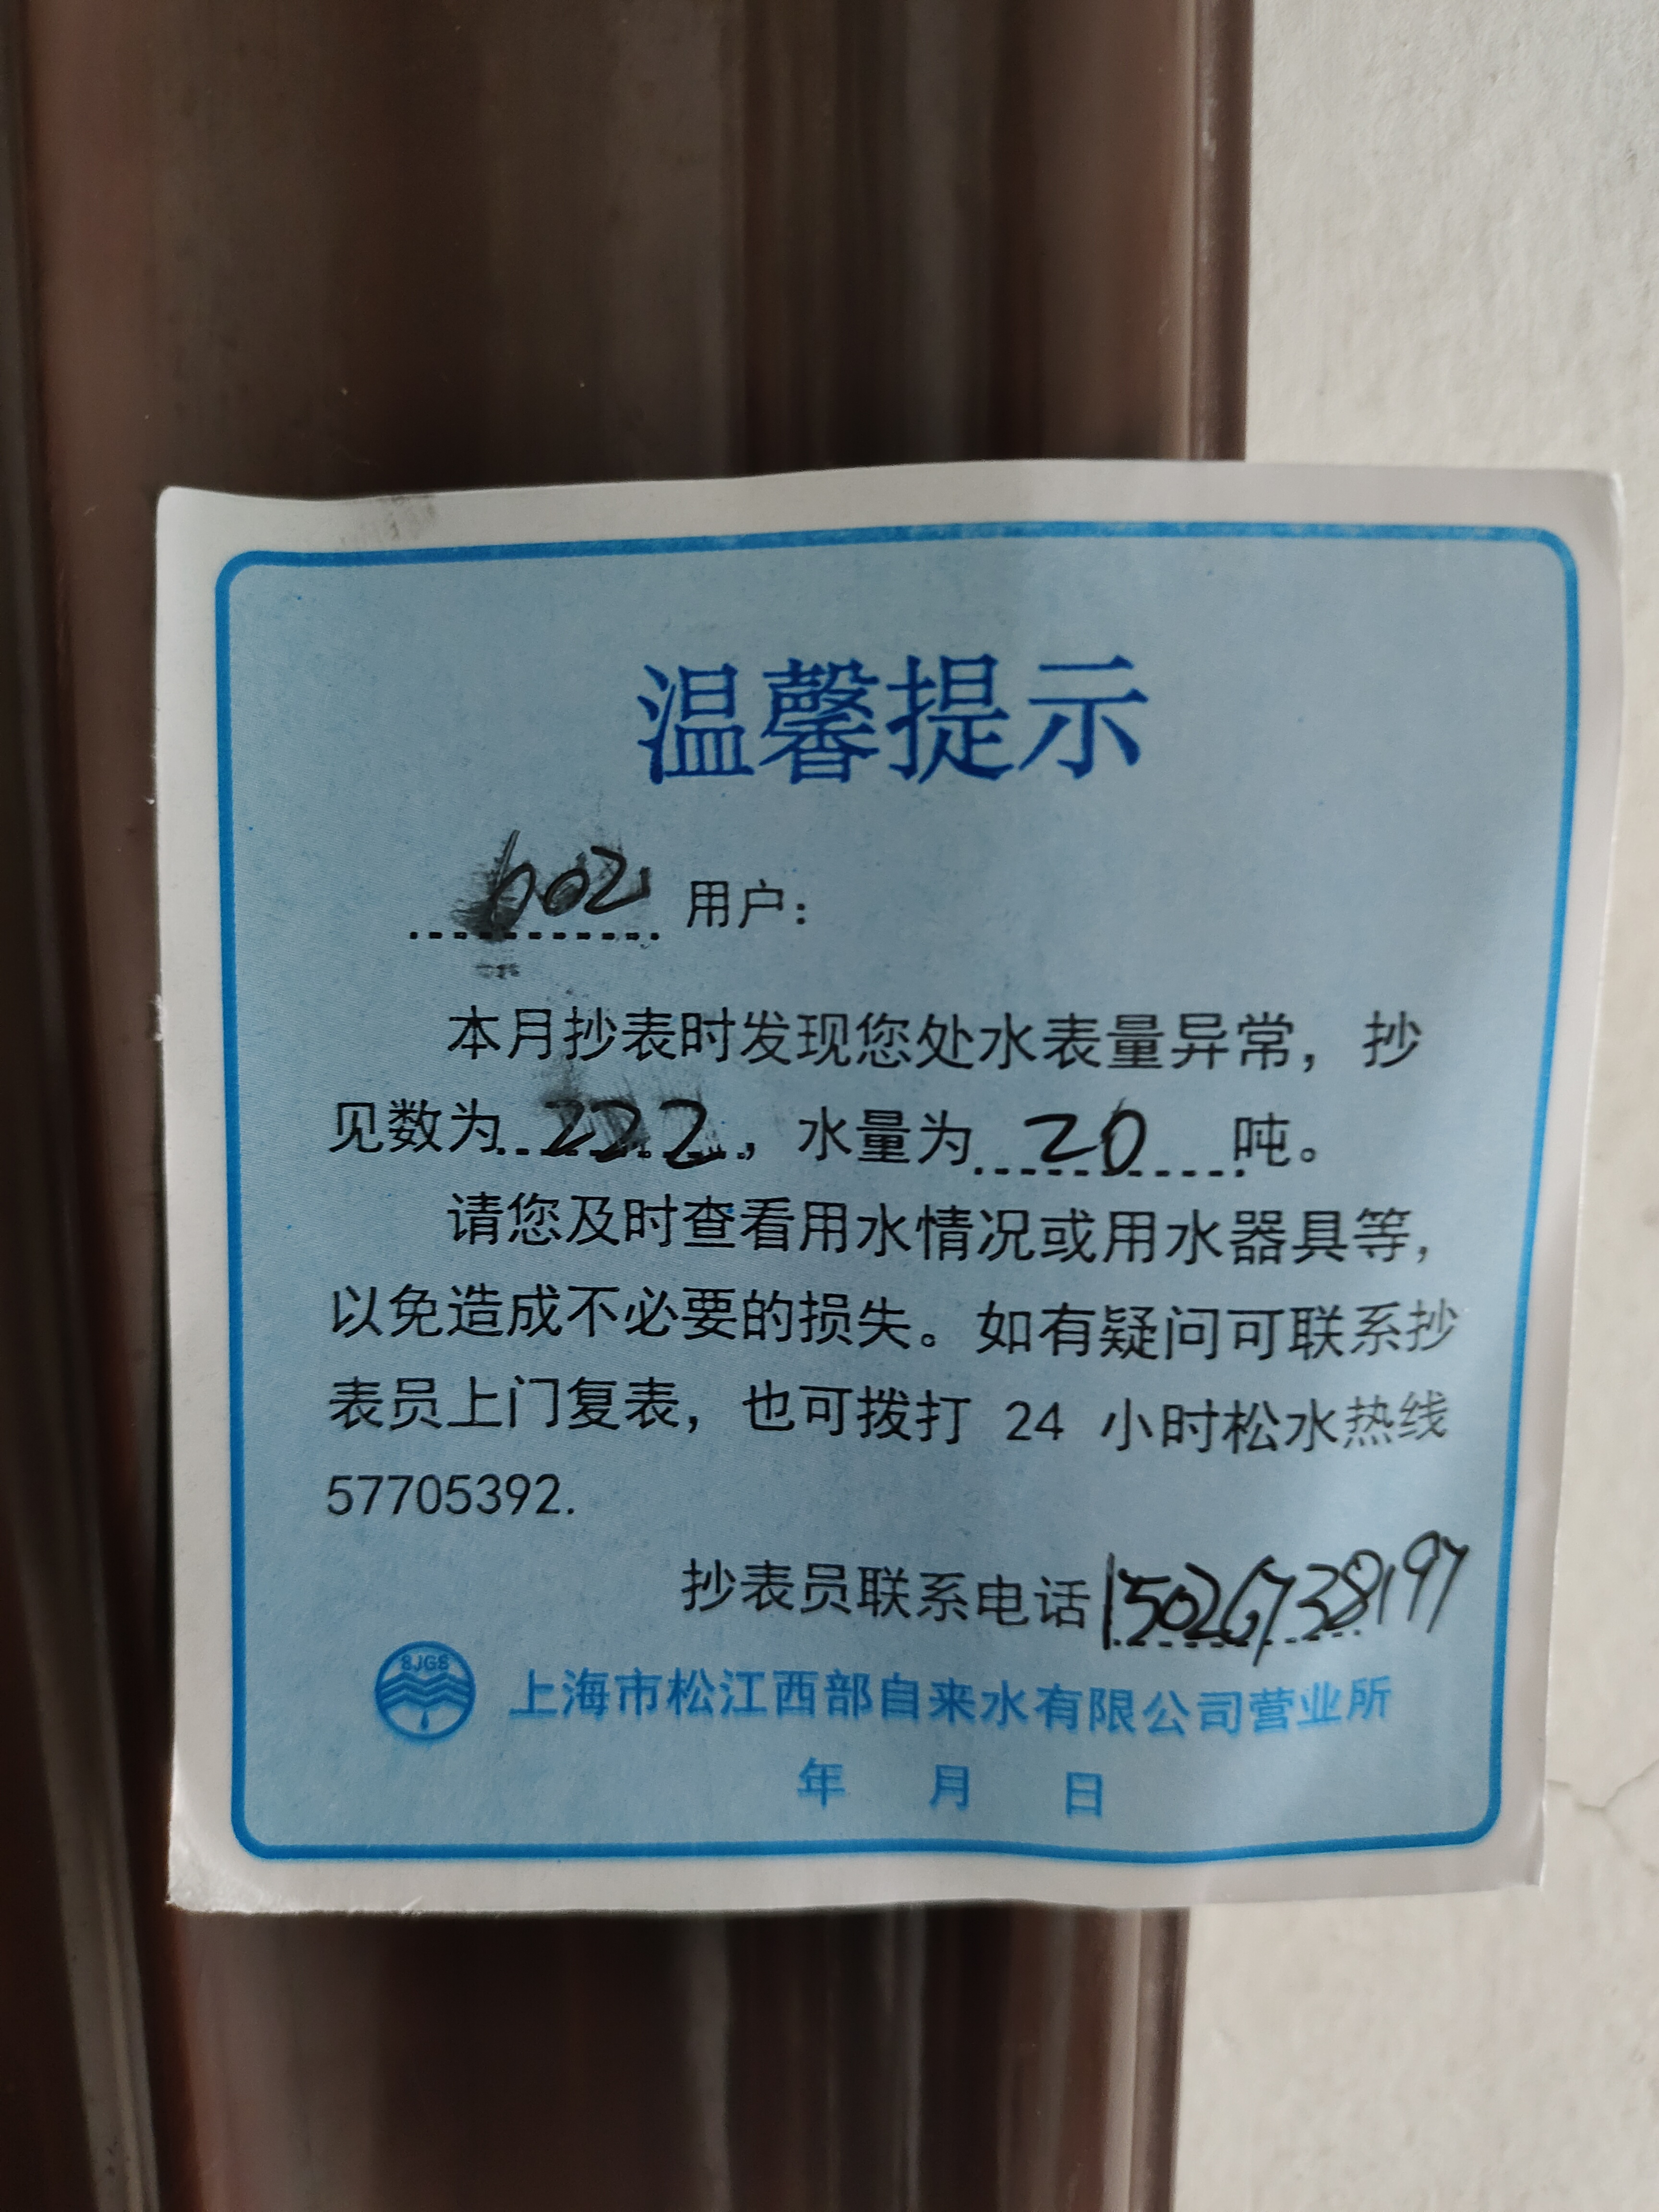 温馨提示
602 用户：
本月抄表时发现您处水表量异常，抄
见数为 222，水量为 20 吨。
请您及时查看用水情况或用水器具等，
以免造成不必要的损失。如有疑问可联系抄
表员上门复表，也可拨打 24 小时松水热线
57705392.
抄表员联系电话 15026738197
SJGS
上海市松江西部自来水有限公司营业所
年 月 日